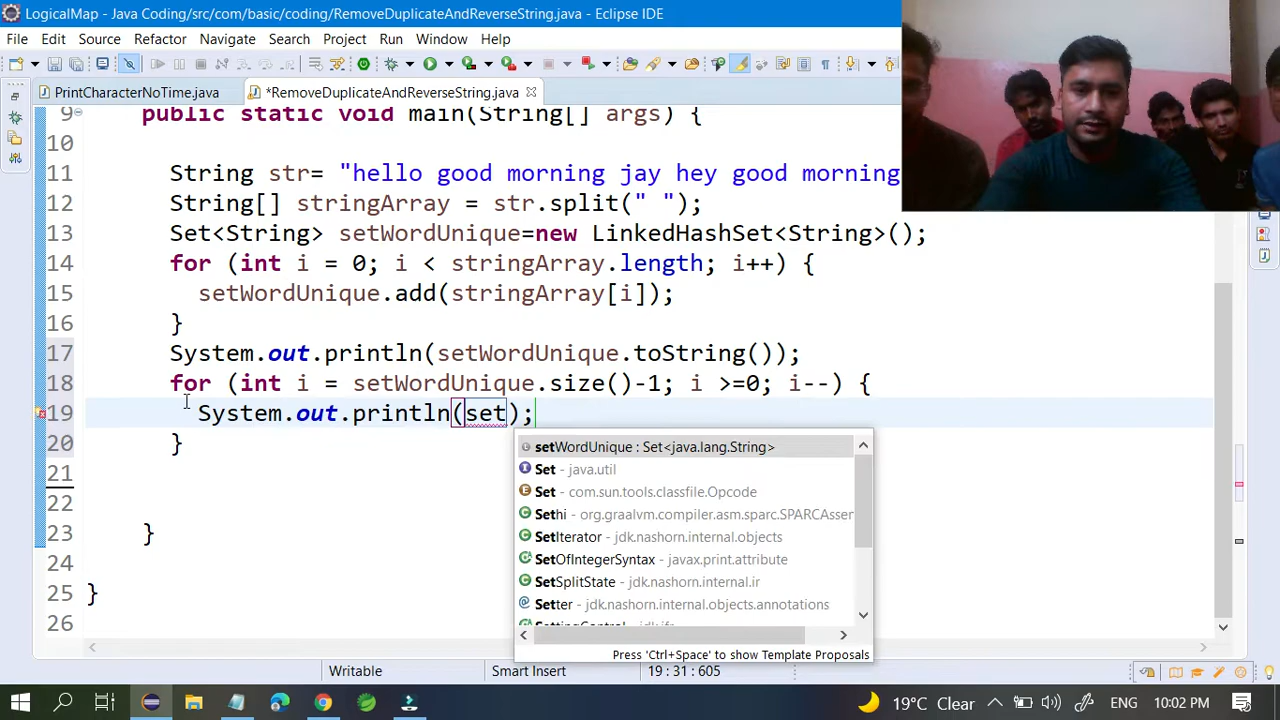 LogicalMap - Java Coding/src/com/basic/coding/RemoveDuplicateAndReverseString.java - Eclipse IDE
File Edit Source Refactor Navigate Search Project Run Window Help
PrintCharacterNoTime.java *RemoveDuplicateAndReverseString.java
9 public static void main(String[] args) {
10
11 String str= "hello good morning jay hey good morning
12 String[] stringArray = str.split(" ");
13 Set<String> setWordUnique=new LinkedHashSet<String>();
14 for (int i = 0; i < stringArray.length; i++) {
15 setWordUnique.add(stringArray[i]);
16 }
17 System.out.println(setWordUnique.toString());
18 for (int i = setWordUnique.size()-1; i >=0; i--) {
19 System.out.println(set);
20 }
21
22
23 }
24
25 }
26
setWordUnique : Set<java.lang.String>
Set - java.util
Set - com.sun.tools.classfile.Opcode
Sethi - org.graalvm.compiler.asm.sparc.SPARCAssem
SetIterator - jdk.nashorn.internal.objects
SetOfIntegerSyntax - javax.print.attribute
SetSplitState - jdk.nashorn.internal.ir
Setter - jdk.nashorn.internal.objects.annotations
Press 'Ctrl+Space' to show Template Proposals
Writable Smart Insert 19 : 31 : 605
19°C Clear ENG 10:02 PM